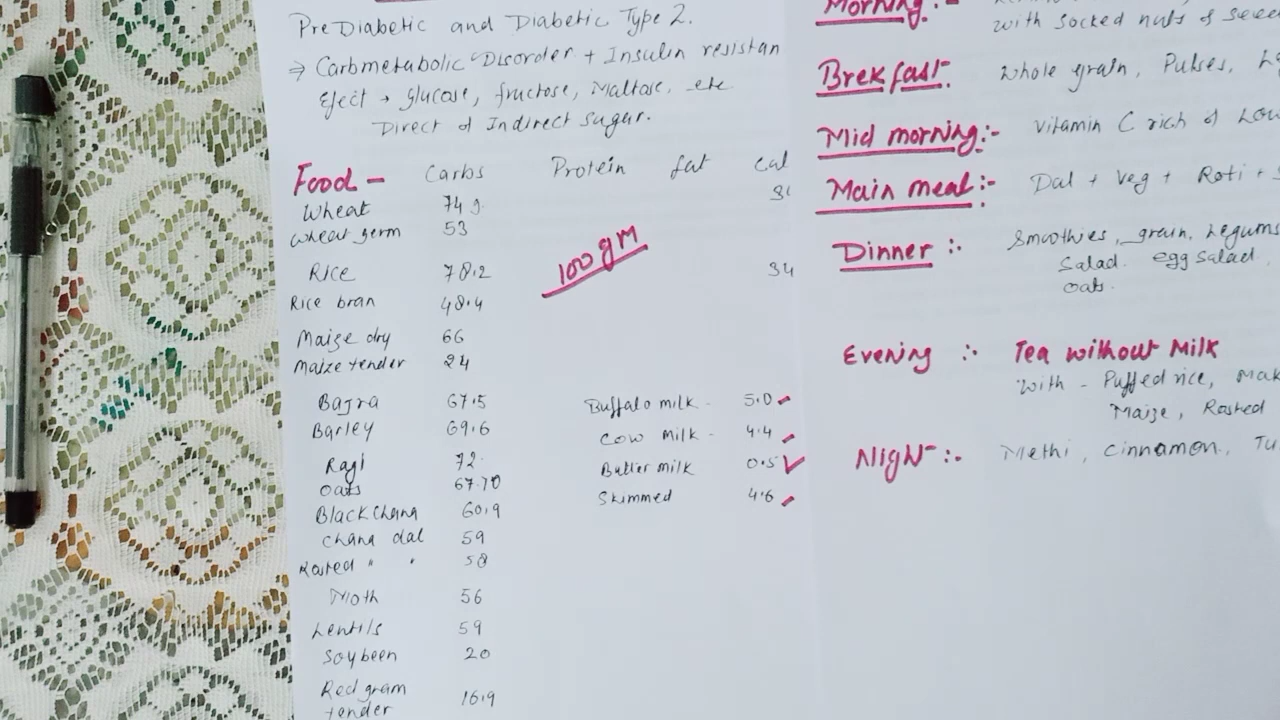 PreDiabetic and Diabetic Type 2.
⇒ Carbmetabolic Disorder + Insulin resistan
Efect → glucose, fructose, Maltose, etc
Direct & Indirect Sugar.
Food - Carbs Protein fat cal
Wheat 74 g
Wheat germ 53
100 gm
Rice 78.2 34
Rice bran 48.4
Maize dry 66
Maize tender 24
Bajra 67.5
Barley 69.6
Ragi 72.
Oats 67.70
Black Chana 60.9
Chana dal 59
Rosted " " 58
Moth 56
Lentils 59
Soybeen 20
Red gram
tender 16.9
Buffalo milk - 5.0
Cow milk - 4.4
Butter milk 0.5 ✓
Skimmed 4.6
Morning :-
with Socked nuts & seee
Brekfast- Whole grain, Pulses,
Mid morning:- Vitamin C rich & Low
Main meal:- Dal + Veg + Roti +
Dinner :- Smoothies, grain, Legums
Salad. egg salad
oats.
Evening :- Tea without Milk
With - Puffed rice, Mak
Maize, Rosted
Night :- Methi, Cinnamon, Tu